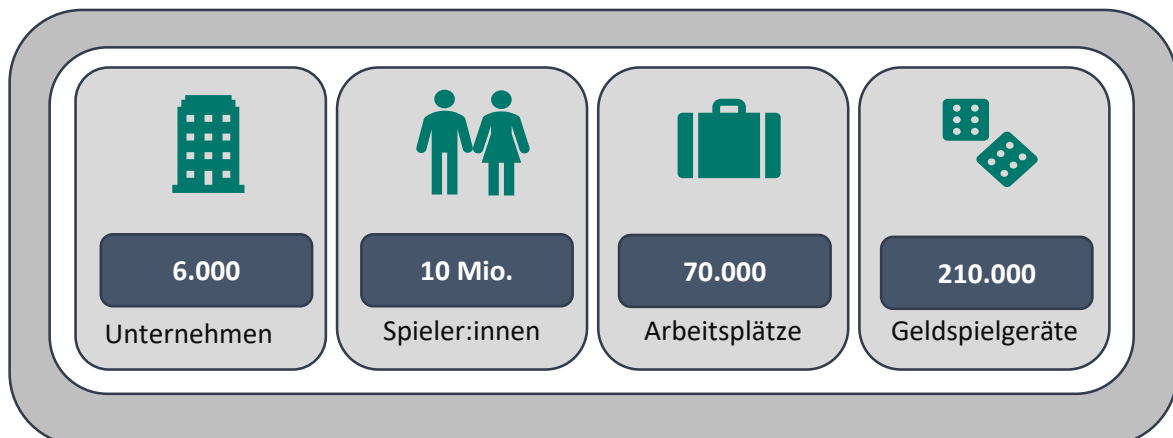 6.000
Unternehmen
10 Mio.
Spieler:innen
70.000
Arbeitsplätze
210.000
Geldspielgeräte